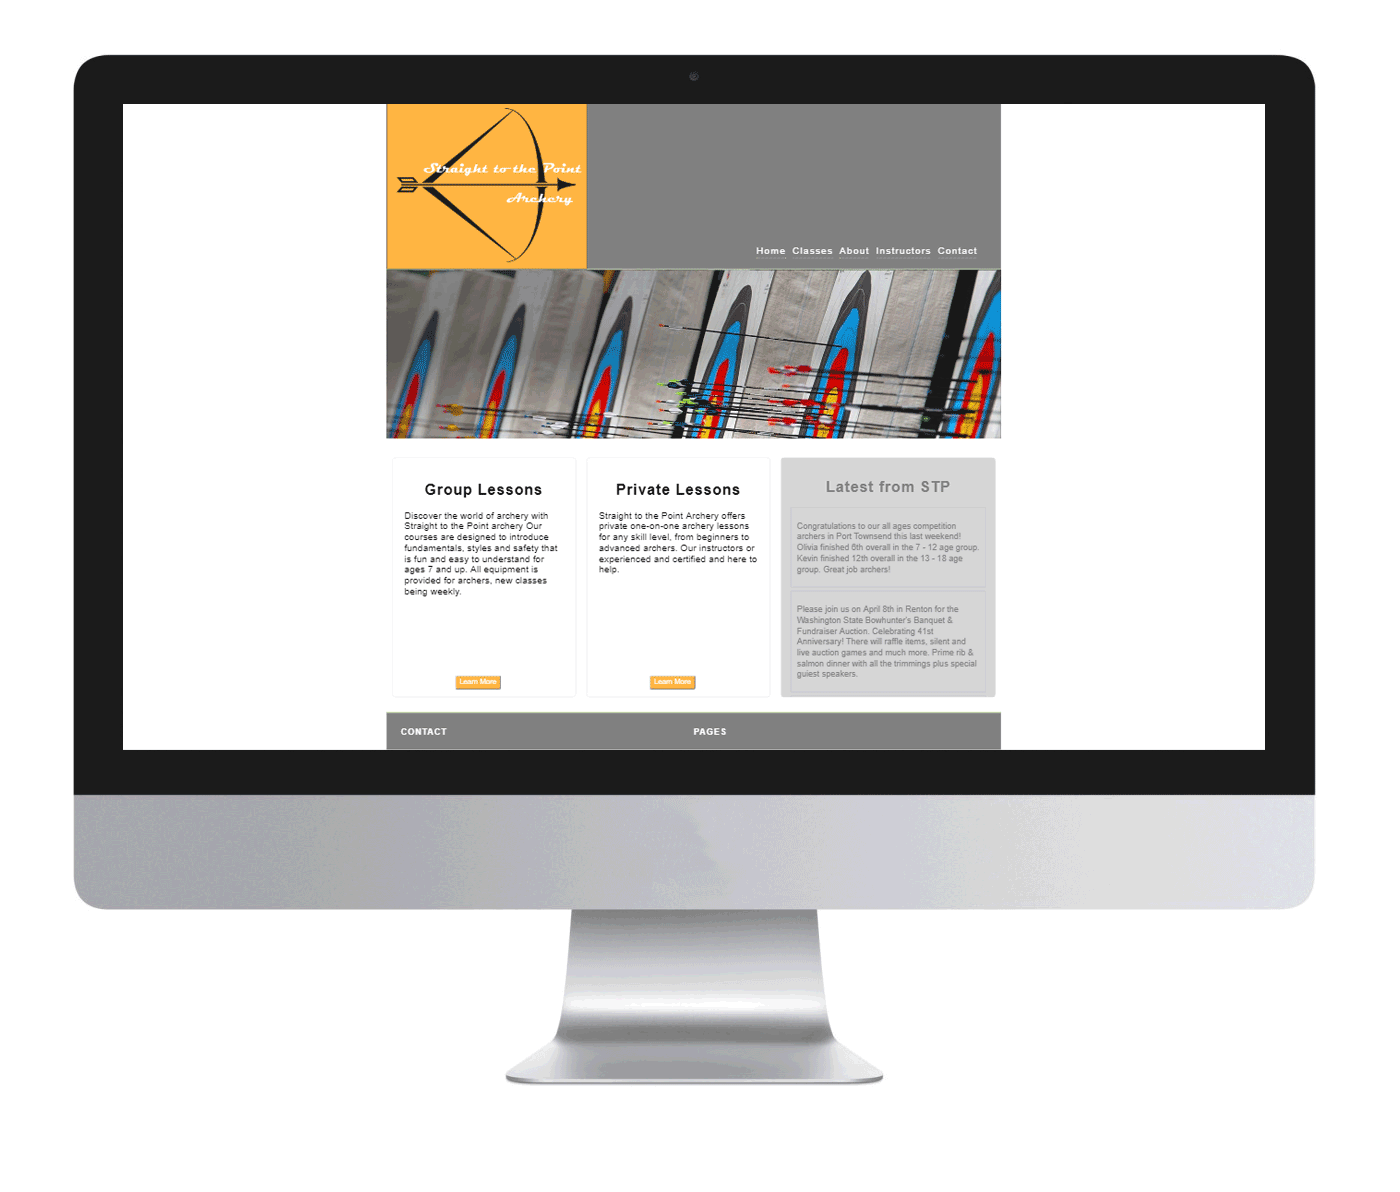 Straight to the Point
Archery
Home Classes About Instructors Contact
Group Lessons
Discover the world of archery with
Straight to the Point archery Our
courses are designed to introduce
fundamentals, styles and safety that
is fun and easy to understand for
ages 7 and up. All equipment is
provided for archers, new classes
being weekly.
Learn More
Private Lessons
Straight to the Point Archery offers
private one-on-one archery lessons
for any skill level, from beginners to
advanced archers. Our instructors or
experienced and certified and here to
help.
Learn More
Latest from STP
Congratulations to our all ages competition
archers in Port Townsend this last weekend!
Olivia finished 6th overall in the 7 - 12 age group.
Kevin finished 12th overall in the 13 - 18 age
group. Great job archers!
Please join us on April 8th in Renton for the
Washington State Bowhunter's Banquet &
Fundraiser Auction. Celebrating 41st
Anniversary! There will raffle items, silent and
live auction games and much more. Prime rib &
salmon dinner with all the trimmings plus special
guiest speakers.
CONTACT
PAGES